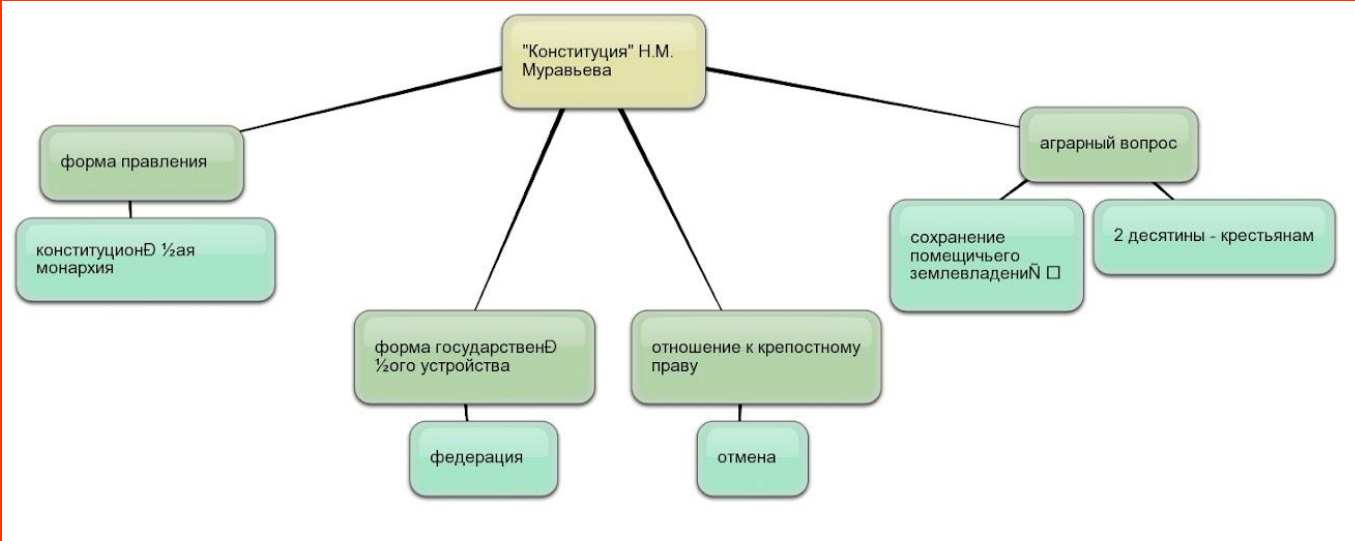 "Конституция" Н.М.
Муравьева
форма правления
конституционÐ ½ая
монархия
форма государственÐ
½ого устройства
федерация
отношение к крепостному
праву
отмена
аграрный вопрос
сохранение
помещичьего
землевладениÑ □
2 десятины - крестьянам